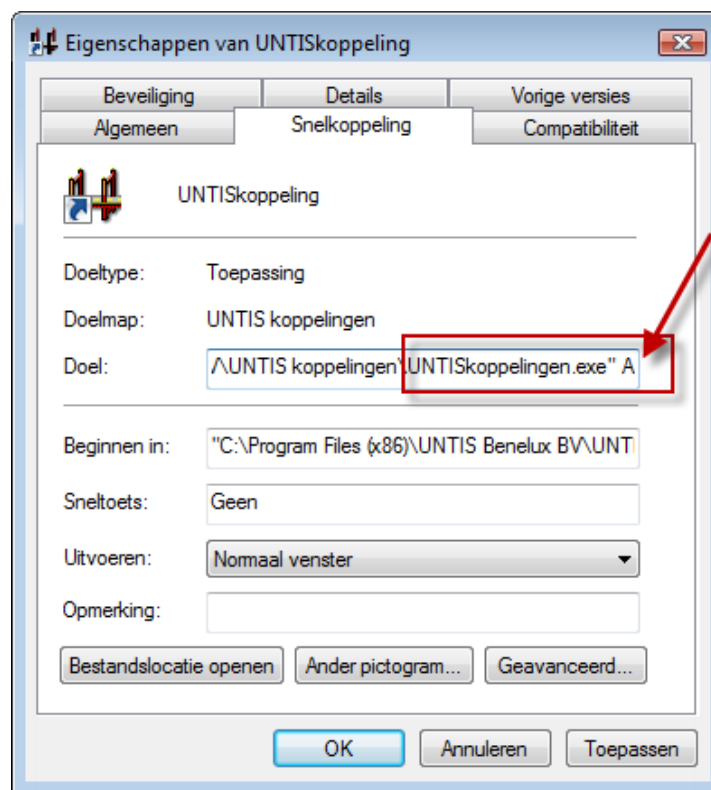 Eigenschappen van UNTISkoppeling
Beveiliging Details Vorige versies
Algemeen Snelkoppeling Compatibiliteit
UNTISkoppeling
Doeltype: Toepassing
Doelmap: UNTIS koppelingen
Doel: /\UNTIS koppelingen\UNTISkoppelingen.exe" A
Beginnen in: "C:\Program Files (x86)\UNTIS Benelux BV\UNTI
Sneltoets: Geen
Uitvoeren: Normaal venster
Opmerking:
Bestandslocatie openen Ander pictogram... Geavanceerd...
OK Annuleren Toepassen